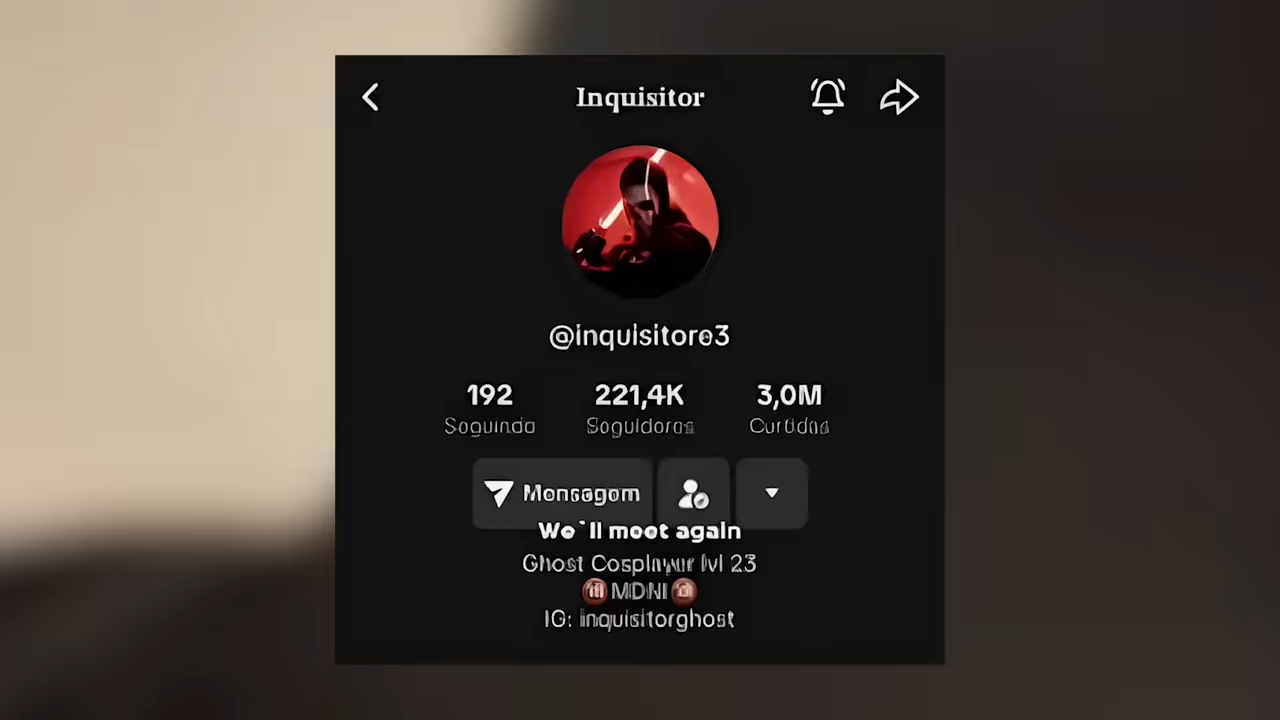 Inquisitor
@inquisitore3
192 221,4K 3,0M
Seguindo Seguidores Curtidas
Mensagem
We`ll meet again
Ghost Cosplayer lvl 23
MDNI
IG: inquisitorghost